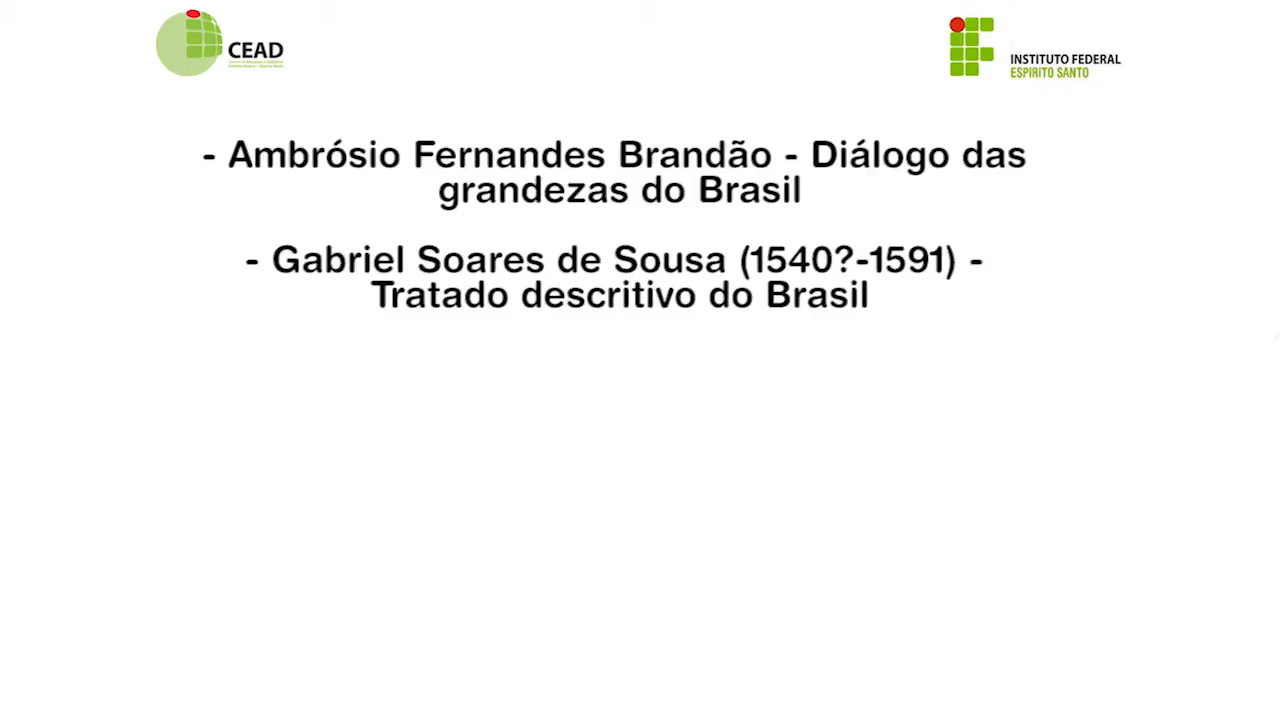 CEAD
INSTITUTO FEDERAL
ESPÍRITO SANTO
- Ambrósio Fernandes Brandão - Diálogo das
grandezas do Brasil
- Gabriel Soares de Sousa (1540?-1591) -
Tratado descritivo do Brasil